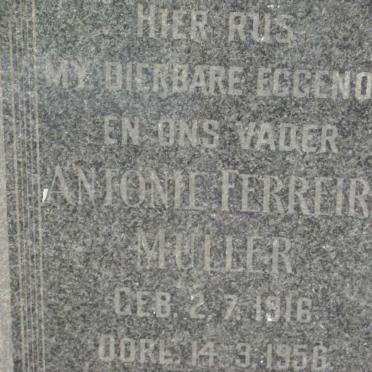 HIER RUS
MY DIERBARE EGGENO
EN ONS VADER
ANTONIE FERREIR
MULLER
GEB. 2.7.1916.
OORL. 14.3.1956